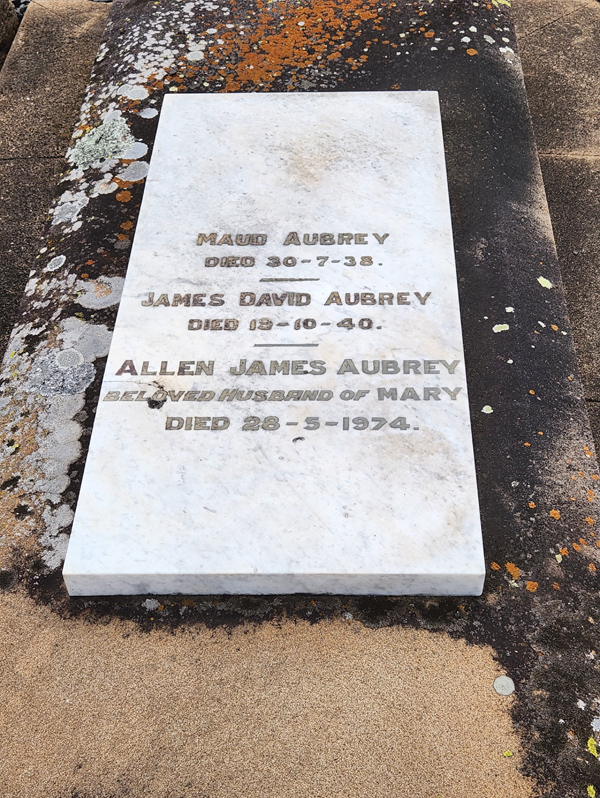 MAUD AUBREY
DIED 30-7-38.
JAMES DAVID AUBREY
DIED 18-10-40.
ALLEN JAMES AUBREY
BELOVED HUSBAND OF MARY
DIED 28-5-1974.